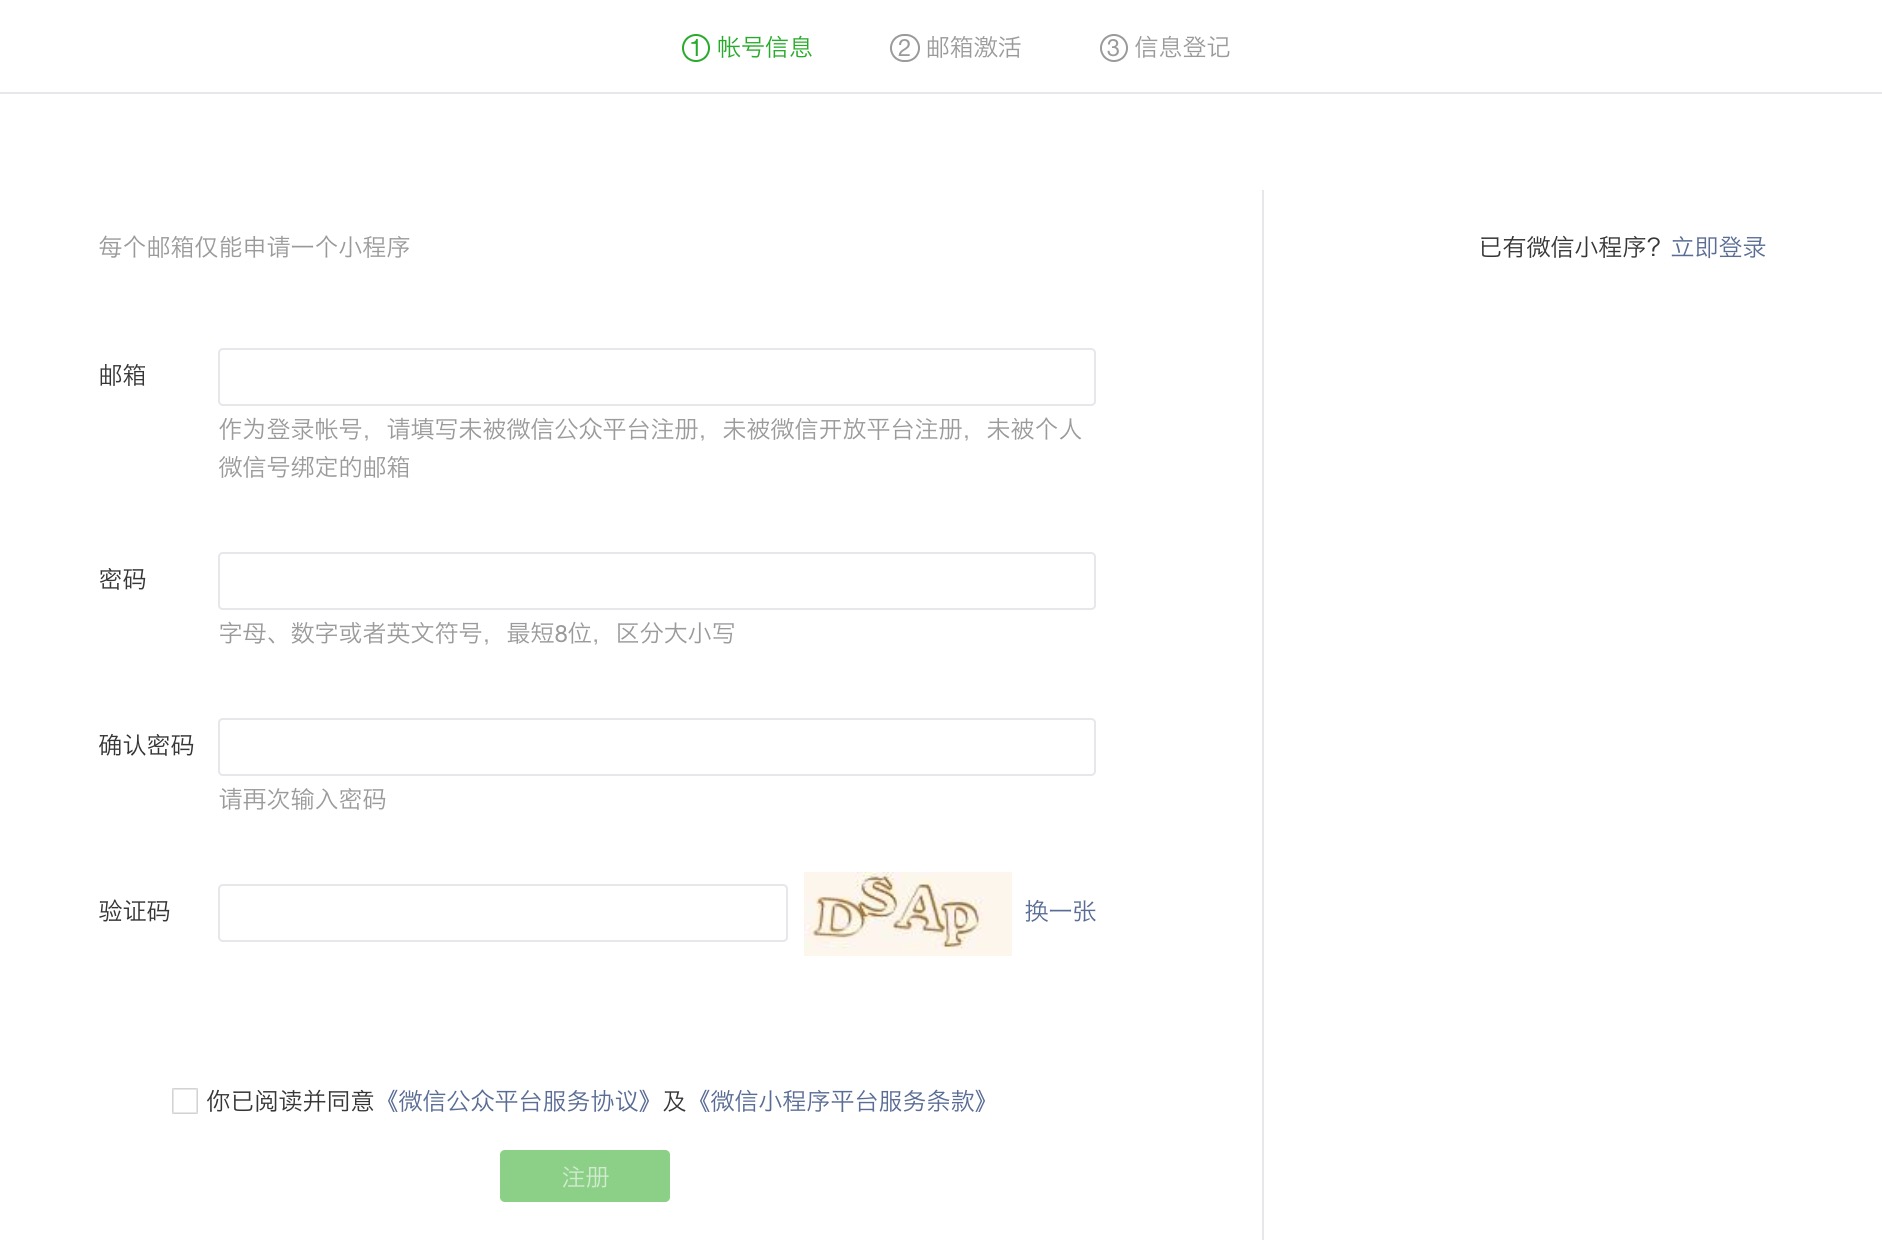 ① 帐号信息 ② 邮箱激活 ③ 信息登记
每个邮箱仅能申请一个小程序
已有微信小程序？立即登录
邮箱
作为登录帐号，请填写未被微信公众平台注册，未被微信开放平台注册，未被个人
微信号绑定的邮箱
密码
字母、数字或者英文符号，最短8位，区分大小写
确认密码
请再次输入密码
验证码 DSAp 换一张
你已阅读并同意《微信公众平台服务协议》及《微信小程序平台服务条款》
注册